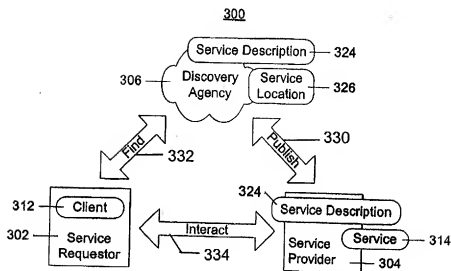 300
Service Description
324
306
Discovery
Agency
Service
Location
326
Find
332
Publish
330
312
Client
302
Service
Requestor
Interact
334
324
Service Description
Service
Provider
Service
314
304